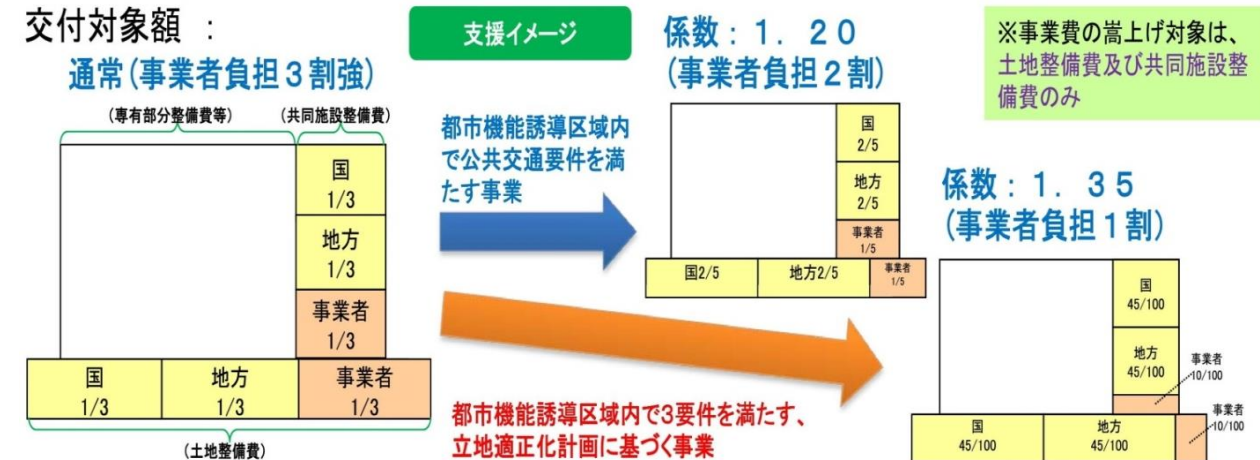 交付対象額 :
通常(事業者負担3割強)
(専有部分整備費等)
(共同施設整備費)
国
1/3
地方
1/3
事業者
1/3
国
1/3
地方
1/3
事業者
1/3
(土地整備費)
支援イメージ
都市機能誘導区域内
で公共交通要件を満
たす事業
係数:1.20
(事業者負担2割)
国
2/5
地方
2/5
事業者
1/5
国2/5
地方2/5
事業者
1/5
都市機能誘導区域内で3要件を満たす、
立地適正化計画に基づく事業
※事業費の嵩上げ対象は、
土地整備費及び共同施設整
備費のみ
係数:1.35
(事業者負担1割)
国
45/100
地方
45/100
事業者
10/100
国
45/100
地方
45/100
事業者
10/100